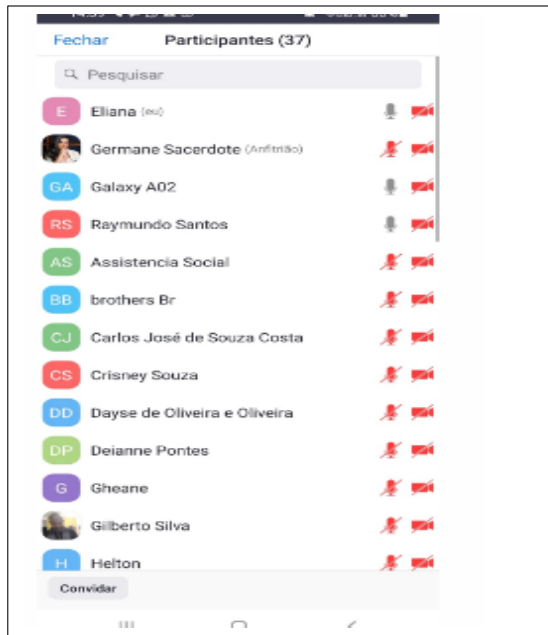 Fechar Participantes (37)
Pesquisar
E Eliana (eu)
Germane Sacerdote (Anfitrião)
GA Galaxy A02
RS Raymundo Santos
AS Assistencia Social
BB brothers Br
CJ Carlos José de Souza Costa
CS Crisney Souza
DD Dayse de Oliveira e Oliveira
DP Deianne Pontes
G Gheane
Gilberto Silva
H Helton
Convidar